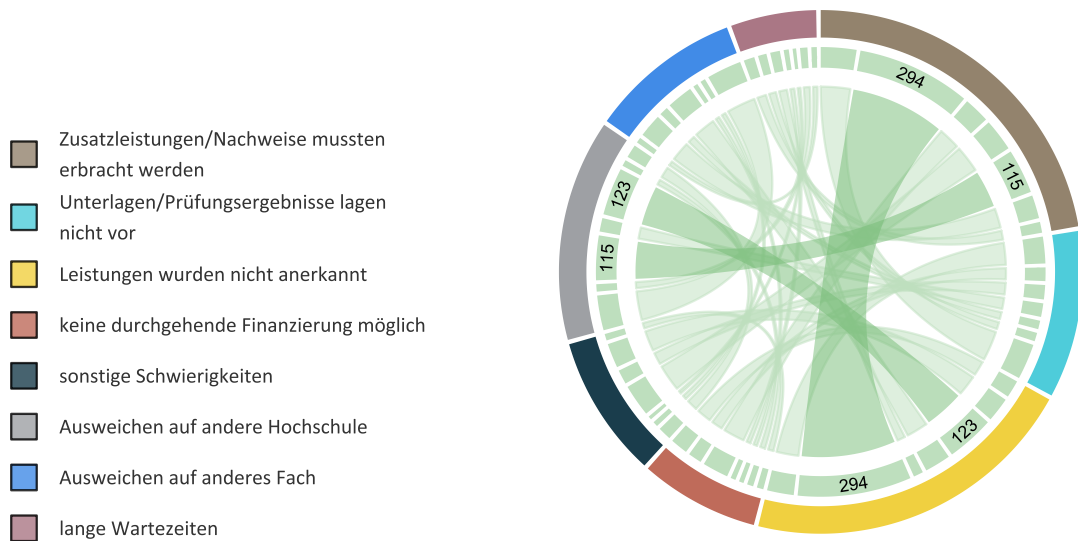 Zusatzleistungen/Nachweise mussten
erbracht werden
Unterlagen/Prüfungsergebnisse lagen
nicht vor
Leistungen wurden nicht anerkannt
keine durchgehende Finanzierung möglich
sonstige Schwierigkeiten
Ausweichen auf andere Hochschule
Ausweichen auf anderes Fach
lange Wartezeiten
294
115
123
294
115
123